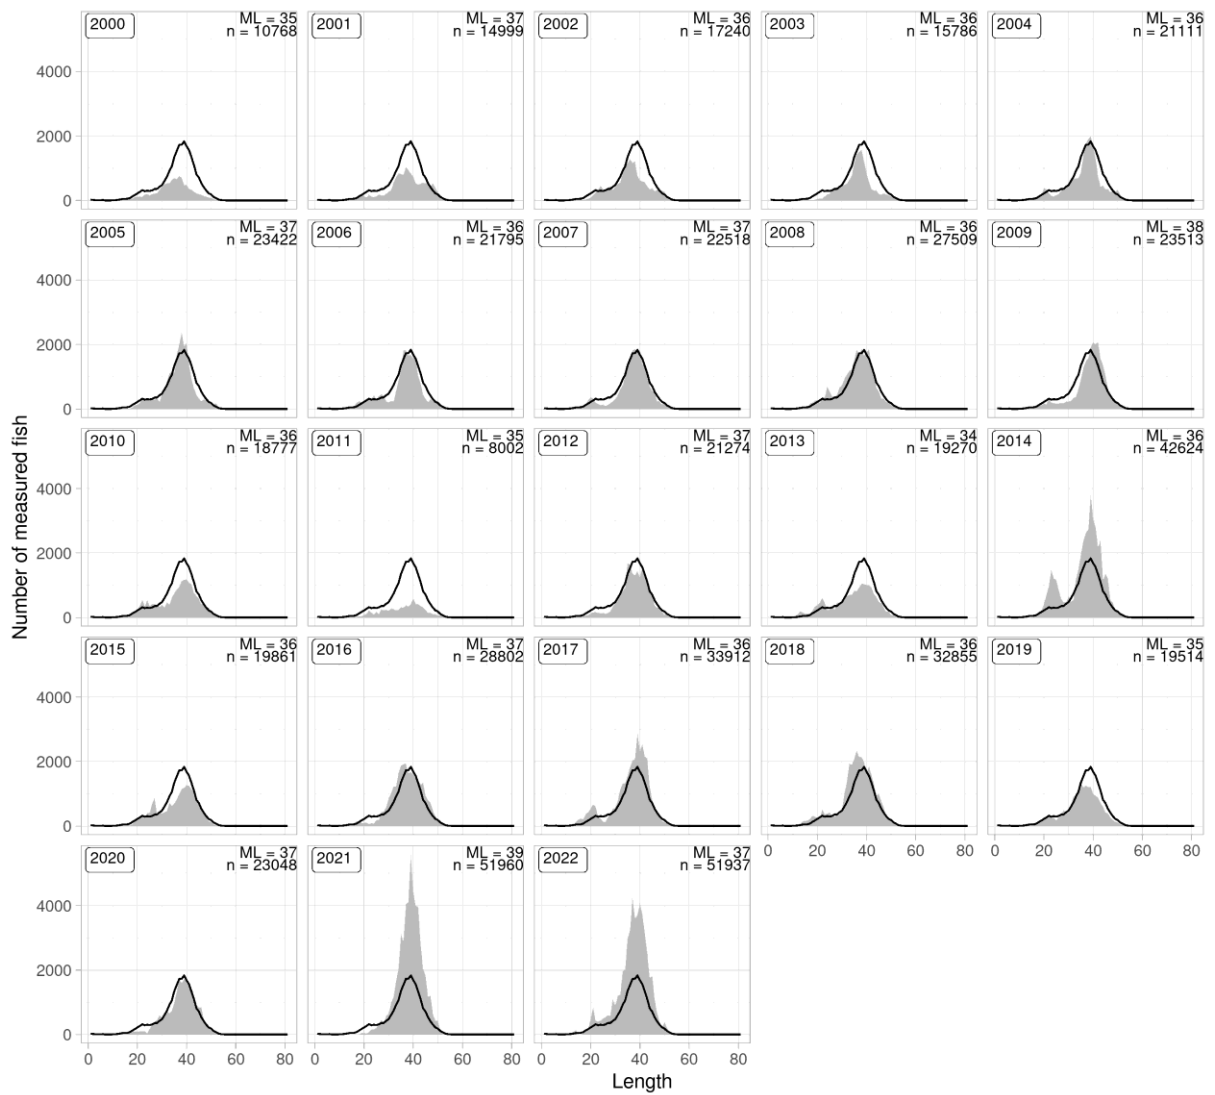 2000 ML = 35
n = 10768
2001 ML = 37
n = 14999
2002 ML = 36
n = 17240
2003 ML = 36
n = 15786
2004 ML = 36
n = 21111
4000
2000
0
2005 ML = 37
n = 23422
2006 ML = 36
n = 21795
2007 ML = 37
n = 22518
2008 ML = 36
n = 27509
2009 ML = 38
n = 23513
4000
2000
0
Number of measured fish
2010 ML = 36
n = 18777
2011 ML = 35
n = 8002
2012 ML = 37
n = 21274
2013 ML = 34
n = 19270
2014 ML = 36
n = 42624
4000
2000
0
2015 ML = 36
n = 19861
2016 ML = 37
n = 28802
2017 ML = 36
n = 33912
2018 ML = 36
n = 32855
2019 ML = 35
n = 19514
4000
2000
0
0 20 40 60 80
0 20 40 60 80
2020 ML = 37
n = 23048
2021 ML = 39
n = 51960
2022 ML = 37
n = 51937
4000
2000
0
0 20 40 60 80
0 20 40 60 80
0 20 40 60 80
Length